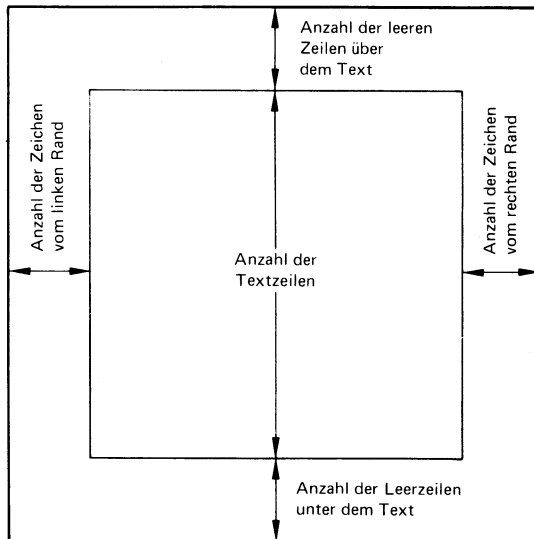 Anzahl der leeren
Zeilen über
dem Text
Anzahl der Zeichen
vom linken Rand
Anzahl der
Textzeilen
Anzahl der Zeichen
vom rechten Rand
Anzahl der Leerzeilen
unter dem Text